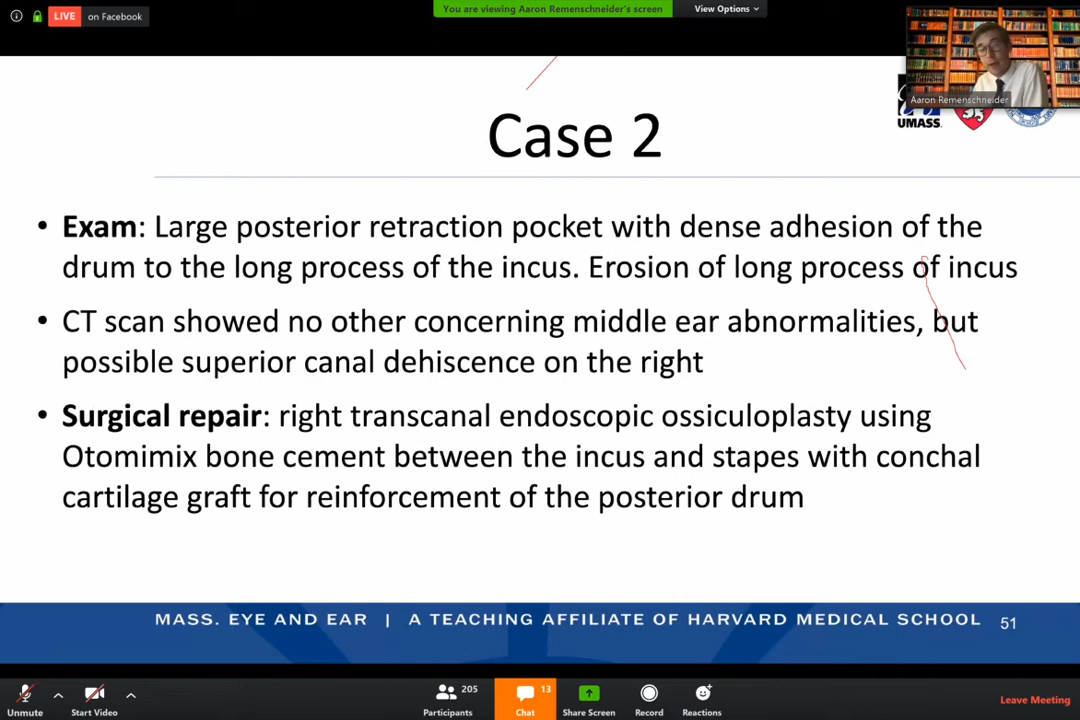 LIVE on Facebook
You are viewing Aaron Remenschneider's screen View Options
Aaron Remenschneider
UMASS.
Case 2
• Exam: Large posterior retraction pocket with dense adhesion of the
drum to the long process of the incus. Erosion of long process of incus
• CT scan showed no other concerning middle ear abnormalities, but
possible superior canal dehiscence on the right
• Surgical repair: right transcanal endoscopic ossiculoplasty using
Otomimix bone cement between the incus and stapes with conchal
cartilage graft for reinforcement of the posterior drum
MASS. EYE AND EAR | A TEACHING AFFILIATE OF HARVARD MEDICAL SCHOOL 51
205 13
Unmute Start Video Participants Chat Share Screen Record Reactions Leave Meeting